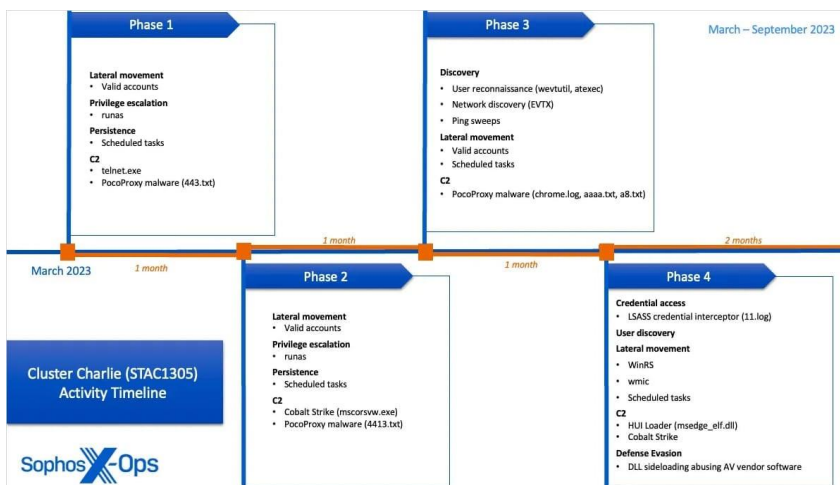 Phase 1
Lateral movement
• Valid accounts
Privilege escalation
• runas
Persistence
• Scheduled tasks
C2
• telnet.exe
• PocoProxy malware (443.txt)
Phase 3
Discovery
• User reconnaissance (wevtutil, atexec)
• Network discovery (EVTX)
• Ping sweeps
Lateral movement
• Valid accounts
• Scheduled tasks
C2
• PocoProxy malware (chrome.log, aaaa.txt, a8.txt)
March – September 2023
March 2023
1 month
1 month
1 month
2 months
Phase 2
Lateral movement
• Valid accounts
Privilege escalation
• runas
Persistence
• Scheduled tasks
C2
• Cobalt Strike (mscorsvw.exe)
• PocoProxy malware (4413.txt)
Phase 4
Credential access
• LSASS credential interceptor (11.log)
User discovery
Lateral movement
• WinRS
• wmic
• Scheduled tasks
C2
• HUI Loader (msedge_elf.dll)
• Cobalt Strike
Defense Evasion
• DLL sideloading abusing AV vendor software
Cluster Charlie (STAC1305)
Activity Timeline
Sophos X-Ops